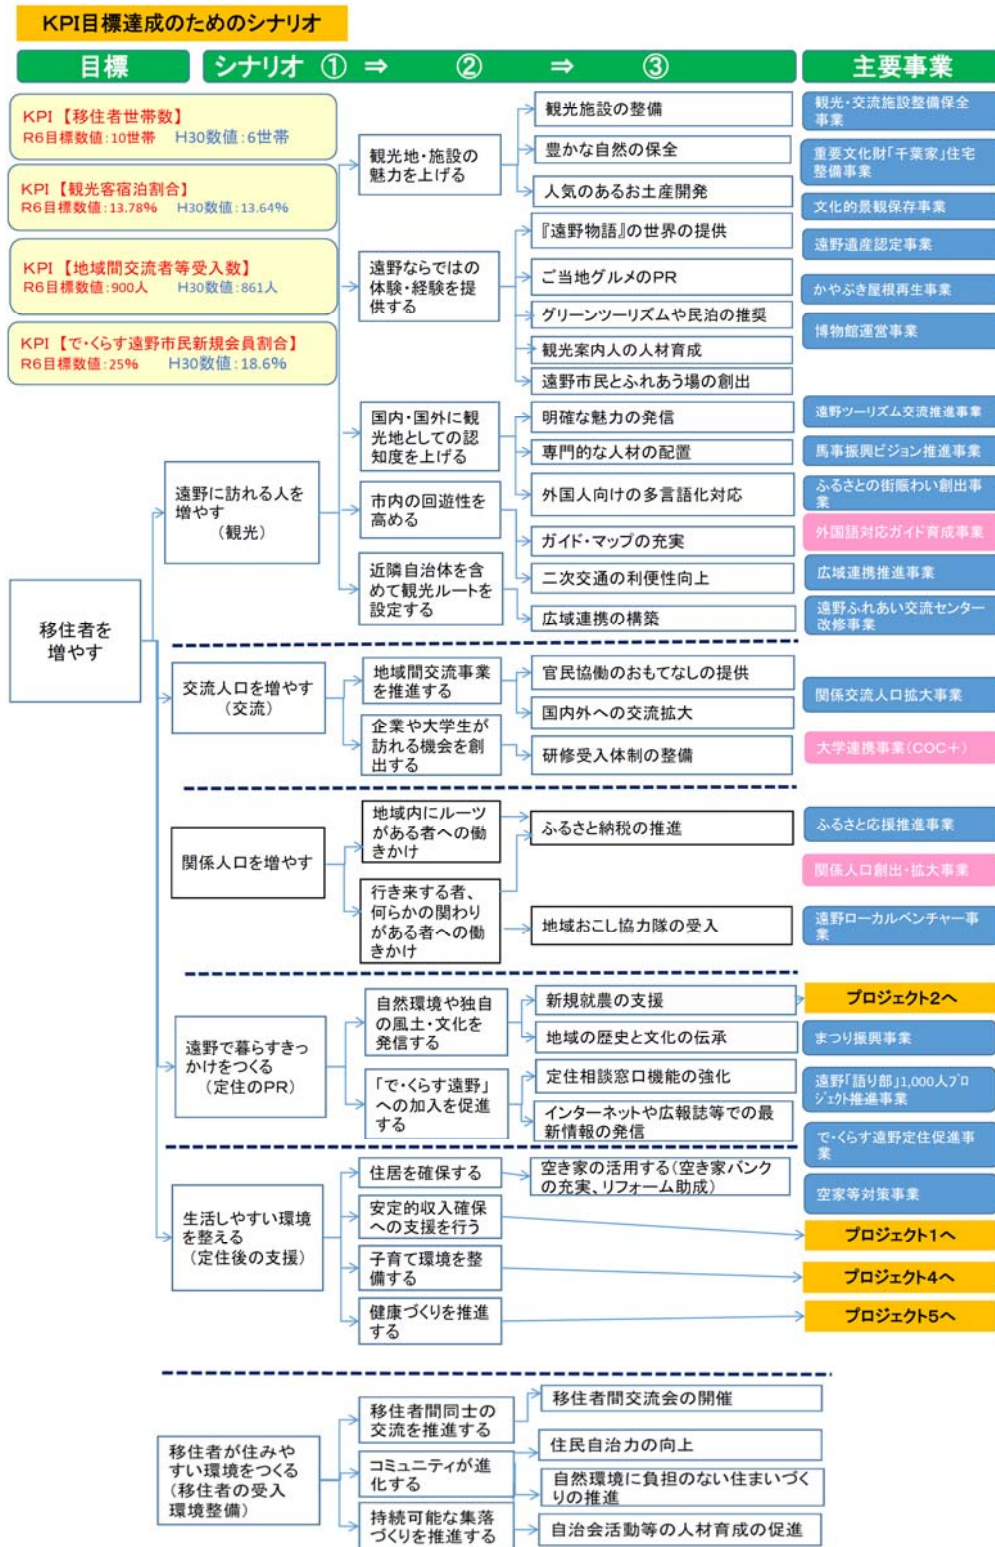 KPI目標達成のためのシナリオ
目標
シナリオ ① ⇒ ② ⇒ ③
主要事業
KPI 【移住者世帯数】
R6目標数値:10世帯 H30数値:6世帯
KPI 【観光客宿泊割合】
R6目標数値:13.78% H30数値:13.64%
KPI 【地域間交流者等受入数】
R6目標数値:900人 H30数値:861人
KPI 【で・くらす遠野市民新規会員割合】
R6目標数値:25% H30数値:18.6%
移住者を
増やす
遠野に訪れる人を
増やす
(観光)
観光地・施設の
魅力を上げる
観光施設の整備
豊かな自然の保全
人気のあるお土産開発
遠野ならではの
体験・経験を提
供する
『遠野物語』の世界の提供
ご当地グルメのPR
グリーンツーリズムや民泊の推奨
観光案内人の人材育成
遠野市民とふれあう場の創出
国内・国外に観
光地としての認
知度を上げる
明確な魅力の発信
専門的な人材の配置
外国人向けの多言語化対応
市内の回遊性を
高める
ガイド・マップの充実
二次交通の利便性向上
近隣自治体を含
めて観光ルートを
設定する
広域連携の構築
観光・交流施設整備保全
事業
重要文化財「千葉家」住宅
整備事業
文化的景観保存事業
遠野遺産認定事業
かやぶき屋根再生事業
博物館運営事業
遠野ツーリズム交流推進事業
馬事振興ビジョン推進事業
ふるさとの街賑わい創出事
業
外国語対応ガイド育成事業
広域連携推進事業
遠野ふれあい交流センター
改修事業
交流人口を増やす
(交流)
地域間交流事業
を推進する
官民協働のおもてなしの提供
国内外への交流拡大
企業や大学生が
訪れる機会を創
出する
研修受入体制の整備
関係交流人口拡大事業
大学連携事業(COC+)
関係人口を増やす
地域内にルーツ
がある者への働
きかけ
ふるさと納税の推進
行き来する者、
何らかの関わり
がある者への働
きかけ
地域おこし協力隊の受入
ふるさと応援推進事業
関係人口創出・拡大事業
遠野ローカルベンチャー事
業
遠野で暮らすきっ
かけをつくる
(定住のPR)
自然環境や独自
の風土・文化を
発信する
新規就農の支援
地域の歴史と文化の伝承
「で・くらす遠野」
への加入を促進
する
定住相談窓口機能の強化
インターネットや広報誌等での最
新情報の発信
プロジェクト2へ
まつり振興事業
遠野「語り部」1,000人プロ
ジェクト推進事業
で・くらす遠野定住促進事
業
空家等対策事業
生活しやすい環境
を整える
(定住後の支援)
住居を確保する
空き家の活用する(空き家バンク
の充実、リフォーム助成)
安定的収入確保
への支援を行う
プロジェクト1へ
子育て環境を整
備する
プロジェクト4へ
健康づくりを推進
する
プロジェクト5へ
移住者が住みや
すい環境をつくる
(移住者の受入
環境整備)
移住者間同士の
交流を推進する
移住者間交流会の開催
コミュニティが進
化する
住民自治力の向上
自然環境に負担のない住まいづく
りの推進
持続可能な集落
づくりを推進する
自治会活動等の人材育成の促進